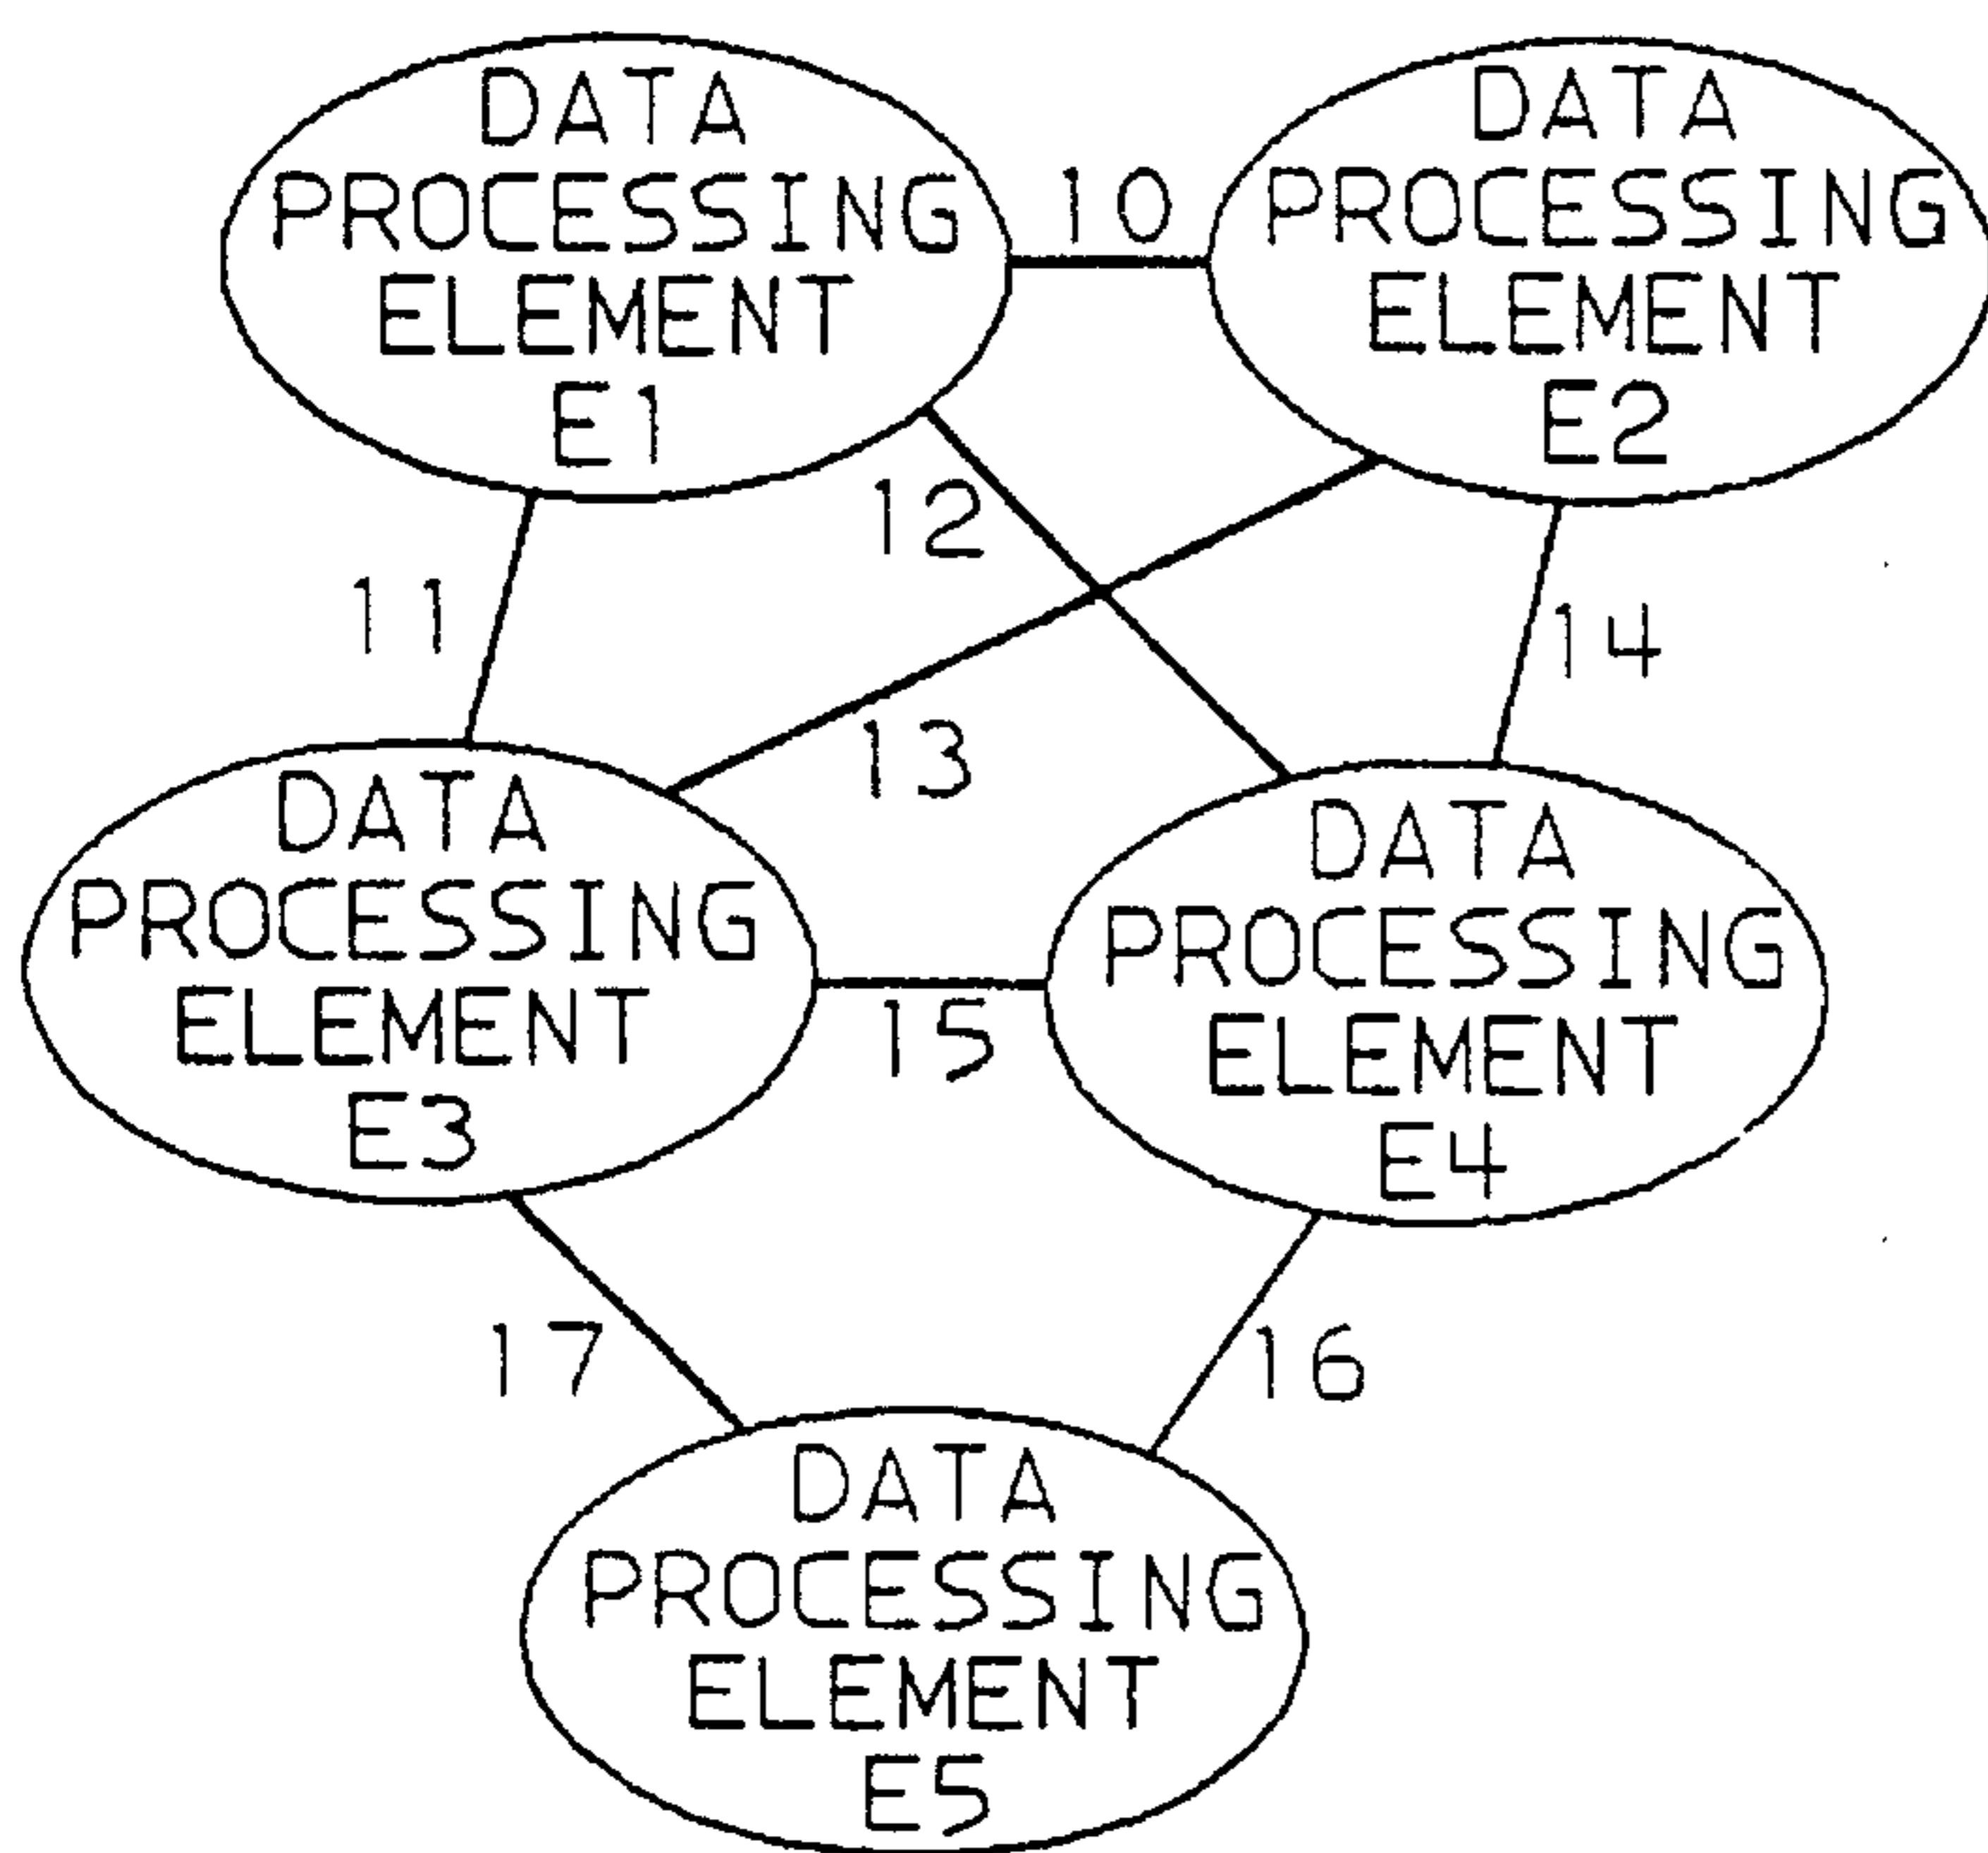 DATA
PROCESSING
ELEMENT
E1
10
DATA
PROCESSING
ELEMENT
E2
12
11
14
13
DATA
PROCESSING
ELEMENT
E3
15
DATA
PROCESSING
ELEMENT
E4
17
16
DATA
PROCESSING
ELEMENT
E5